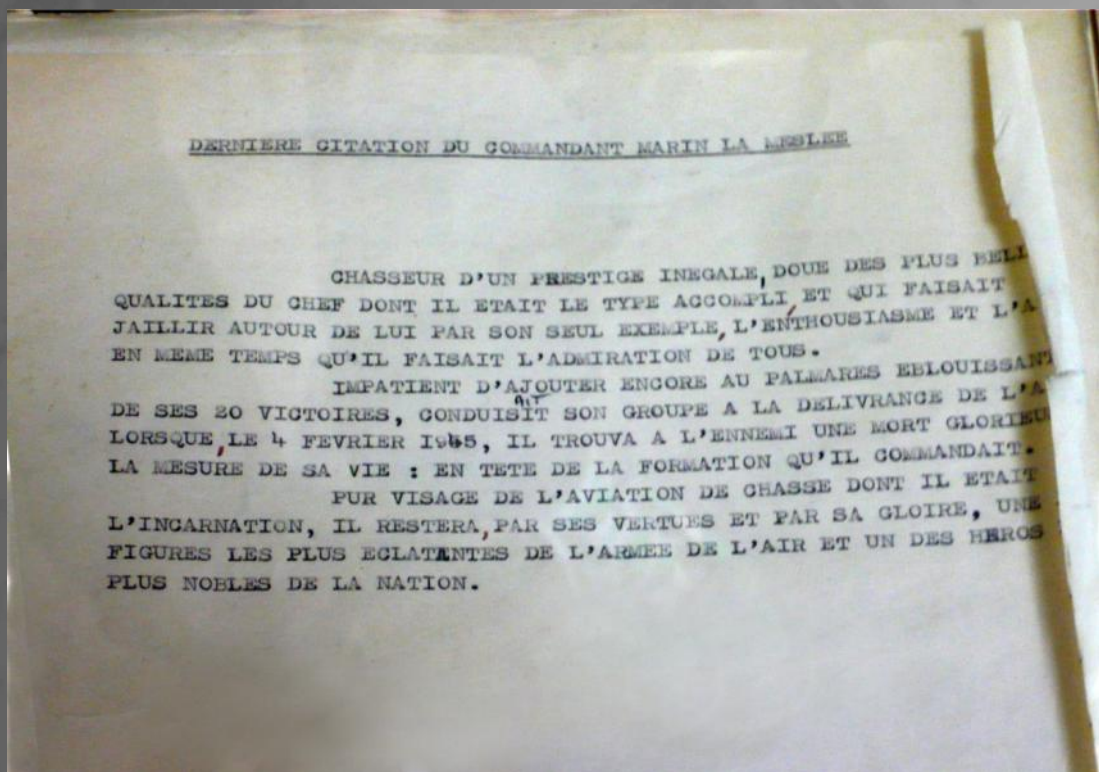 DERNIERE CITATION DU COMMANDANT MARIN LA MESLEE
CHASSEUR D'UN PRESTIGE INEGALE, DOUE DES PLUS BELL
QUALITES DU CHEF DONT IL ETAIT LE TYPE ACCOMPLI, ET QUI FAISAIT
JAILLIR AUTOUR DE LUI PAR SON SEUL EXEMPLE, L'ENTHOUSIASME ET L'A
EN MEME TEMPS QU'IL FAISAIT L'ADMIRATION DE TOUS.
IMPATIENT D'AJOUTER ENCORE AU PALMARES EBLOUISSANT
AIT
DE SES 20 VICTOIRES, CONDUISIT SON GROUPE A LA DELIVRANCE DE L'A
LORSQUE, LE 4 FEVRIER 1945, IL TROUVA A L'ENNEMI UNE MORT GLORIEU
LA MESURE DE SA VIE : EN TETE DE LA FORMATION QU'IL COMMANDAIT.
PUR VISAGE DE L'AVIATION DE CHASSE DONT IL ETAIT
L'INCARNATION, IL RESTERA, PAR SES VERTUES ET PAR SA GLOIRE, UNE
FIGURES LES PLUS ECLATANTES DE L'ARMEE DE L'AIR ET UN DES HEROS
PLUS NOBLES DE LA NATION.